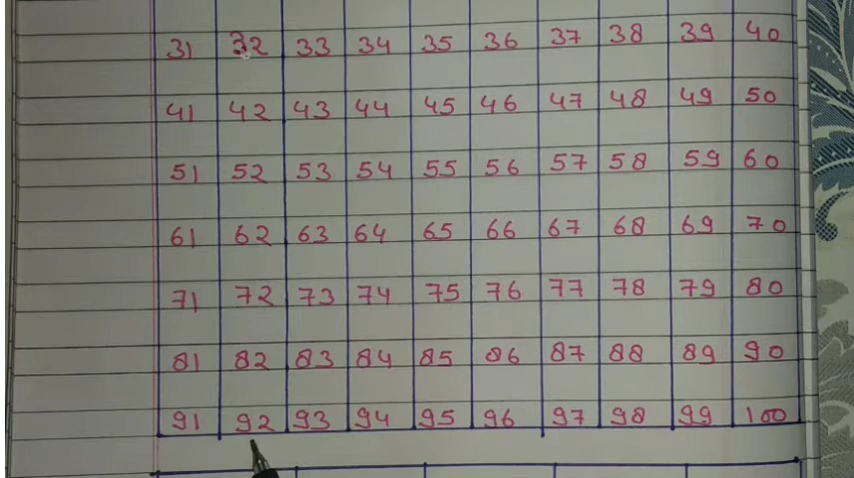 31 32 33 34 35 36 37 38 39 40
41 42 43 44 45 46 47 48 49 50
51 52 53 54 55 56 57 58 59 60
61 62 63 64 65 66 67 68 69 70
71 72 73 74 75 76 77 78 79 80
81 82 83 84 85 86 87 88 89 90
91 92 93 94 95 96 97 98 99 100